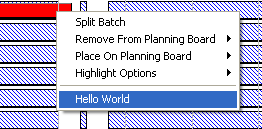 Split Batch
Remove From Planning Board
Place On Planning Board
Highlight Options
Hello World